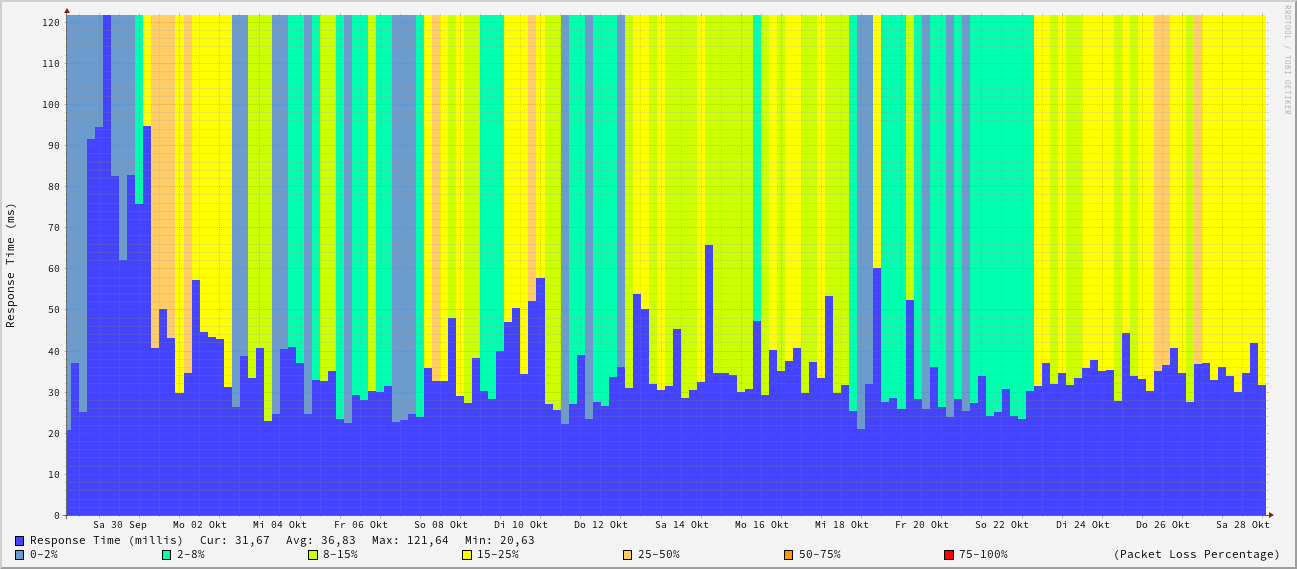 RRDTOOL / TOBI OETIKER
Response Time (ms)
120
110
100
90
80
70
60
50
40
30
20
10
0
Sa 30 Sep Mo 02 Okt Mi 04 Okt Fr 06 Okt So 08 Okt Di 10 Okt Do 12 Okt Sa 14 Okt Mo 16 Okt Mi 18 Okt Fr 20 Okt So 22 Okt Di 24 Okt Do 26 Okt Sa 28 Okt
Response Time (millis) Cur: 31,67 Avg: 36,83 Max: 121,64 Min: 20,63
0-2% 2-8% 8-15% 15-25% 25-50% 50-75% 75-100% (Packet Loss Percentage)